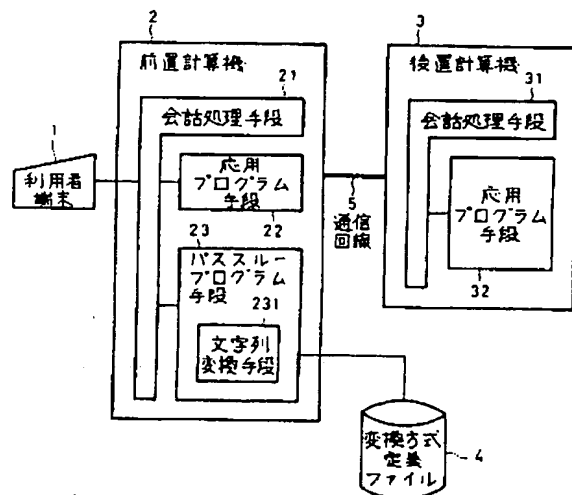 2
前置計算機
21
会話処理手段
1
利用者
端末
応用
プログラム
手段
22
23
パススルー
プログラム
手段
231
文字列
変換手段
5
通信
回線
3
後置計算機
31
会話処理手段
応用
プログラム
手段
32
変換方式
定義
ファイル
4